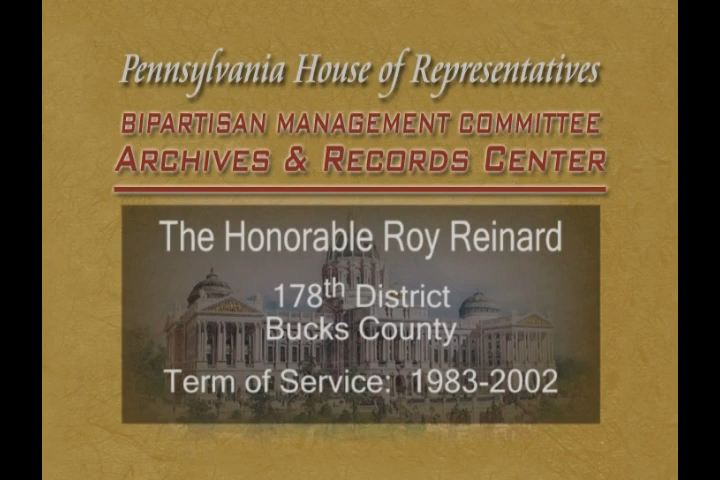 Pennsylvania House of Representatives
BIPARTISAN MANAGEMENT COMMITTEE
ARCHIVES & RECORDS CENTER
The Honorable Roy Reinard
178th District
Bucks County
Term of Service: 1983-2002